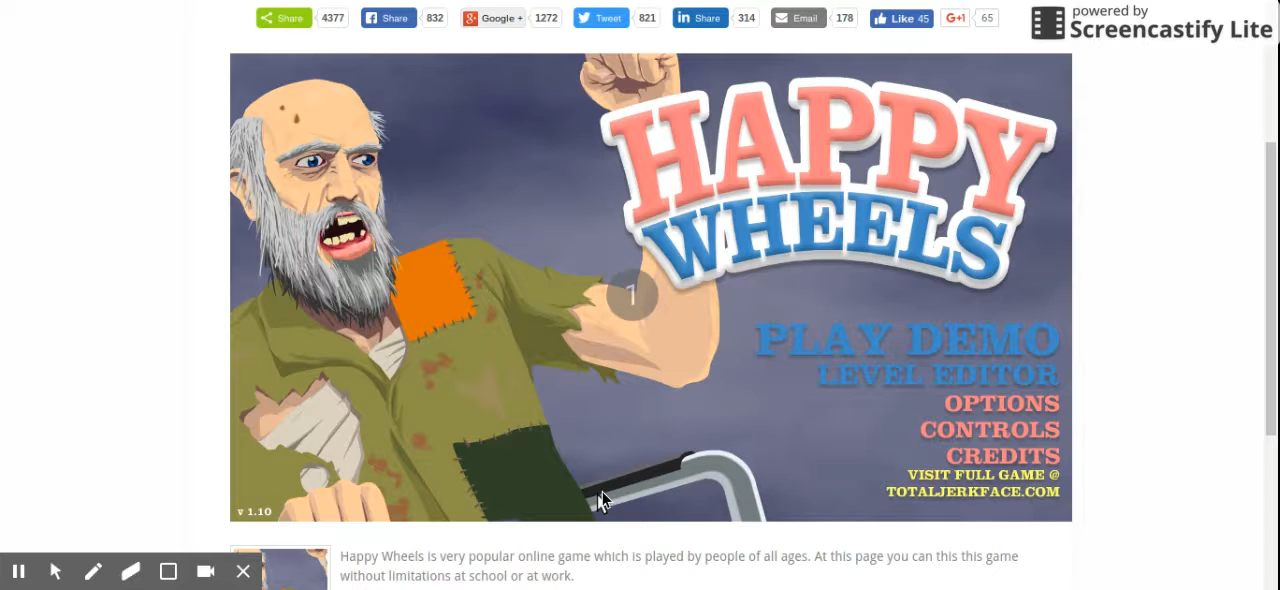 Share 4377 Share 832 Google + 1272 Tweet 821 Share 314 Email 178 Like 45 G+1 65
powered by
Screencastify Lite
HAPPY
WHEELS
1
PLAY DEMO
LEVEL EDITOR
OPTIONS
CONTROLS
CREDITS
VISIT FULL GAME @
TOTALJERKFACE.COM
v 1.10
Happy Wheels is very popular online game which is played by people of all ages. At this page you can this this game
without limitations at school or at work.